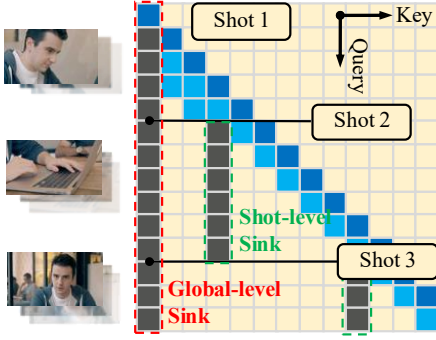 Shot 1
Key
Query
Shot 2
Shot-level
Sink
Shot 3
Global-level
Sink